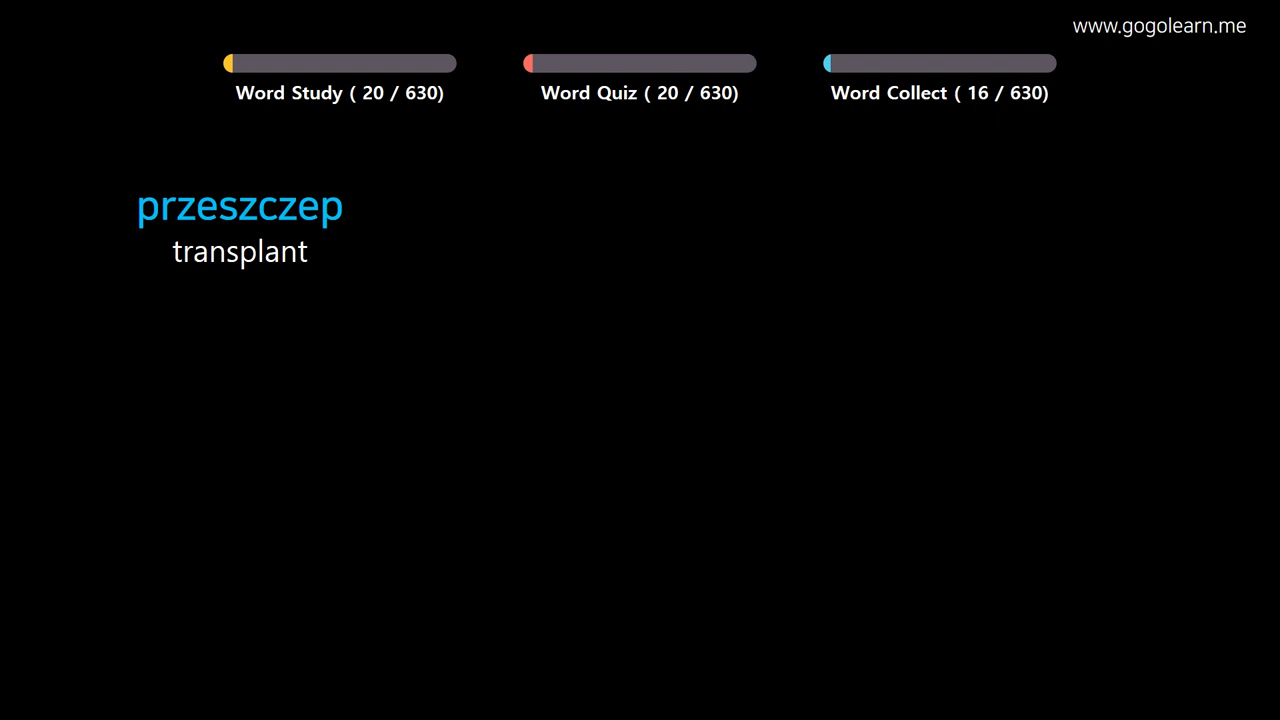 www.gogolearn.me
Word Study ( 20 / 630)
Word Quiz ( 20 / 630)
Word Collect ( 16 / 630)
przeszczep
transplant